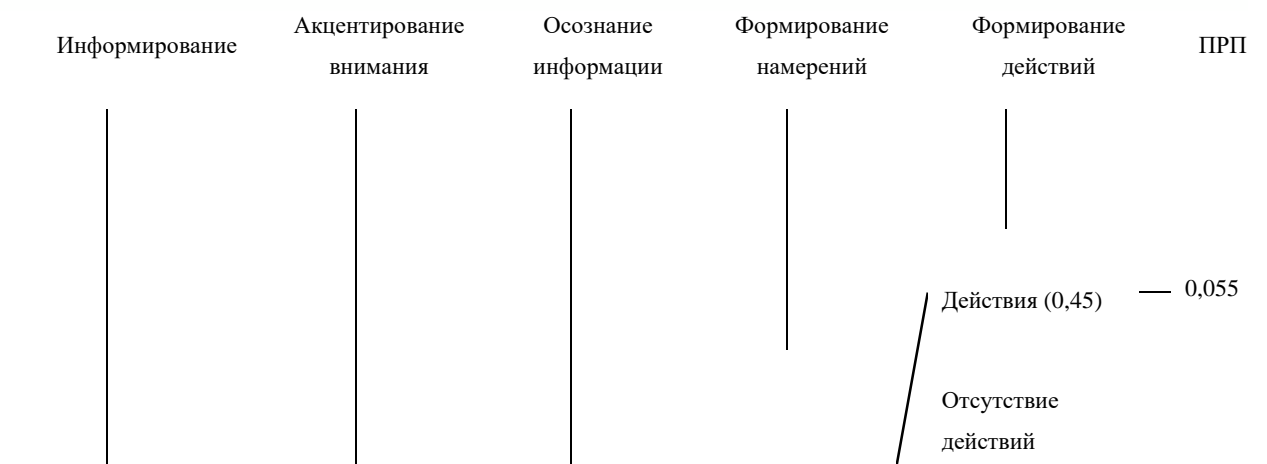 Информирование
Акцентирование
внимания
Осознание
информации
Формирование
намерений
Формирование
действий
ПРП
Действия (0,45)
0,055
Отсутствие
действий